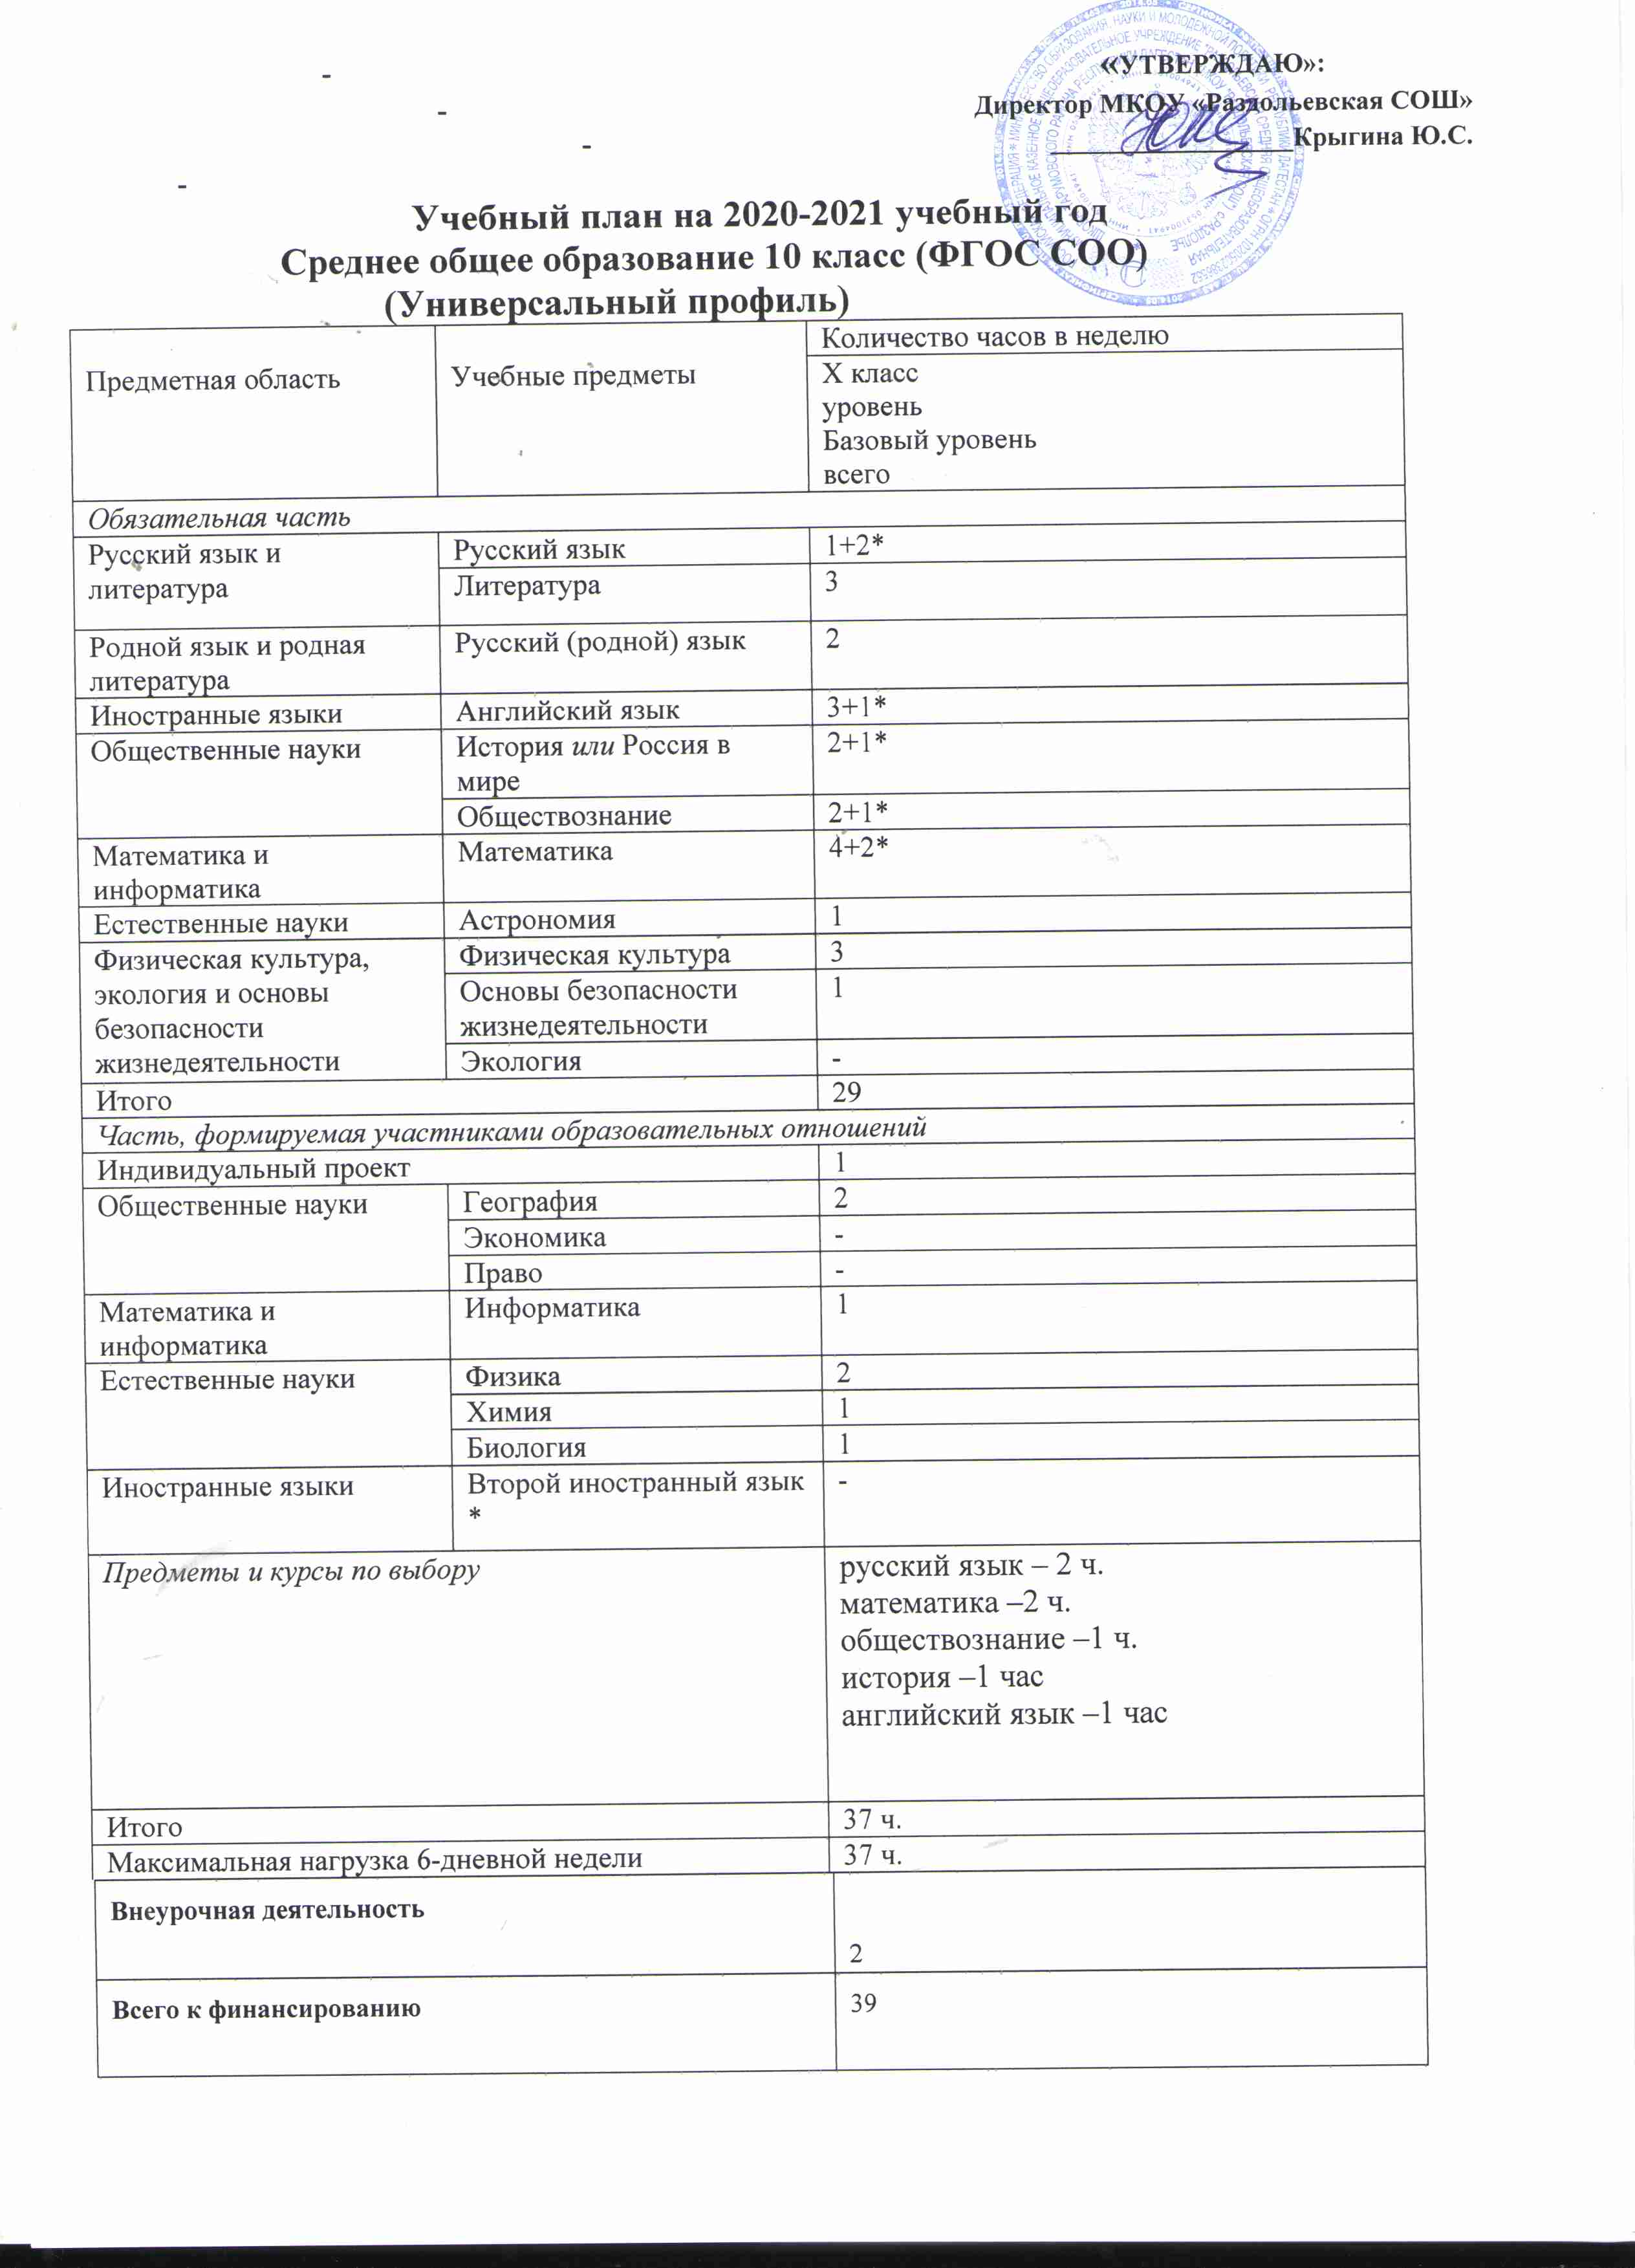 «УТВЕРЖДАЮ»:
Директор МКОУ «Раздольевская СОШ»
Крыгина Ю.С.
Учебный план на 2020-2021 учебный год
Среднее общее образование 10 класс (ФГОС СОО)
(Универсальный профиль)
Предметная область
Учебные предметы
Количество часов в неделю
X класс
уровень
Базовый уровень
всего
Обязательная часть
Русский язык и
литература
Русский язык
1+2*
Литература
3
Родной язык и родная
литература
Русский (родной) язык
2
Иностранные языки
Английский язык
3+1*
Общественные науки
История или Россия в
мире
2+1*
Обществознание
2+1*
Математика и
информатика
Математика
4+2*
Естественные науки
Астрономия
1
Физическая культура,
экология и основы
безопасности
жизнедеятельности
Физическая культура
3
Основы безопасности
жизнедеятельности
1
Экология
-
Итого
29
Часть, формируемая участниками образовательных отношений
Индивидуальный проект
1
Общественные науки
География
2
Экономика
-
Право
-
Математика и
информатика
Информатика
1
Естественные науки
Физика
2
Химия
1
Биология
1
Иностранные языки
Второй иностранный язык
*
-
Предметы и курсы по выбору
русский язык – 2 ч.
математика –2 ч.
обществознание –1 ч.
история –1 час
английский язык –1 час
Итого
37 ч.
Максимальная нагрузка 6-дневной недели
37 ч.
Внеурочная деятельность
2
Всего к финансированию
39